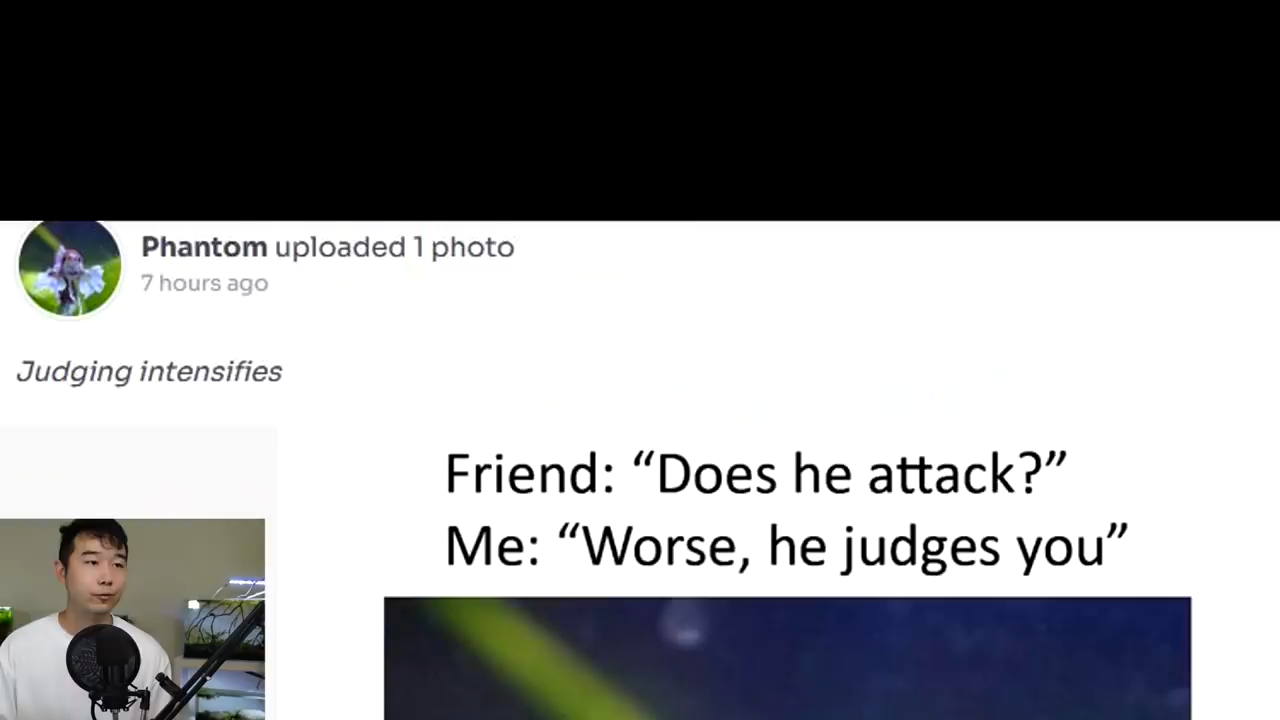 Phantom uploaded 1 photo
7 hours ago
Judging intensifies
Friend: “Does he attack?”
Me: “Worse, he judges you”